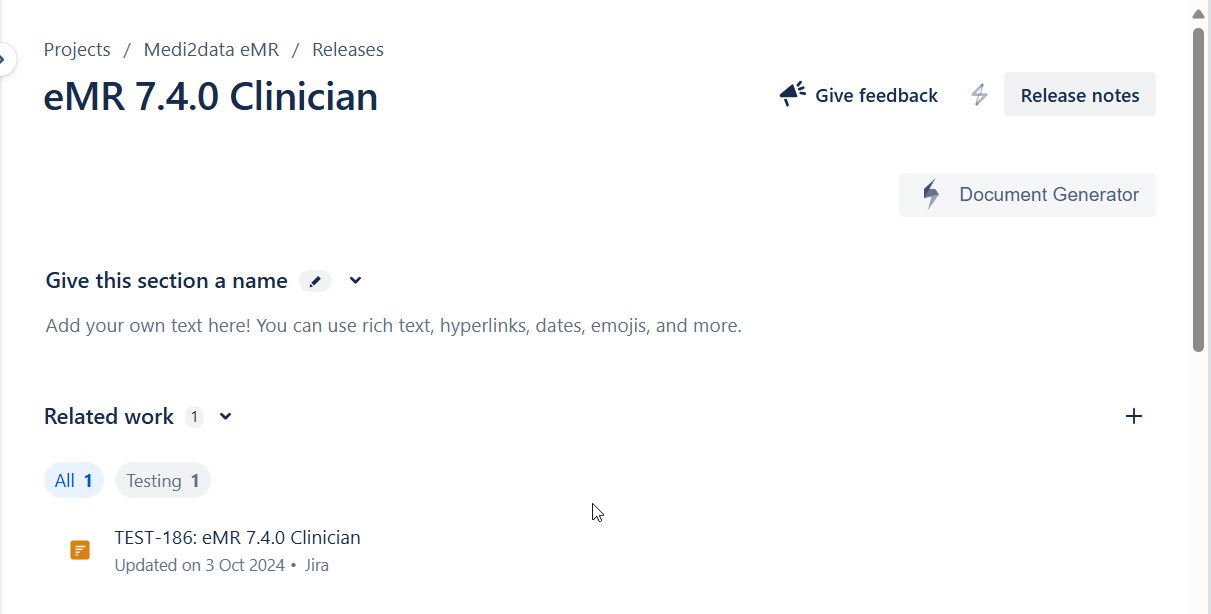 Projects / Medi2data eMR / Releases
eMR 7.4.0 Clinician
Give feedback
Release notes
Document Generator
Give this section a name
Add your own text here! You can use rich text, hyperlinks, dates, emojis, and more.
Related work 1
All 1 Testing 1
TEST-186: eMR 7.4.0 Clinician
Updated on 3 Oct 2024 • Jira